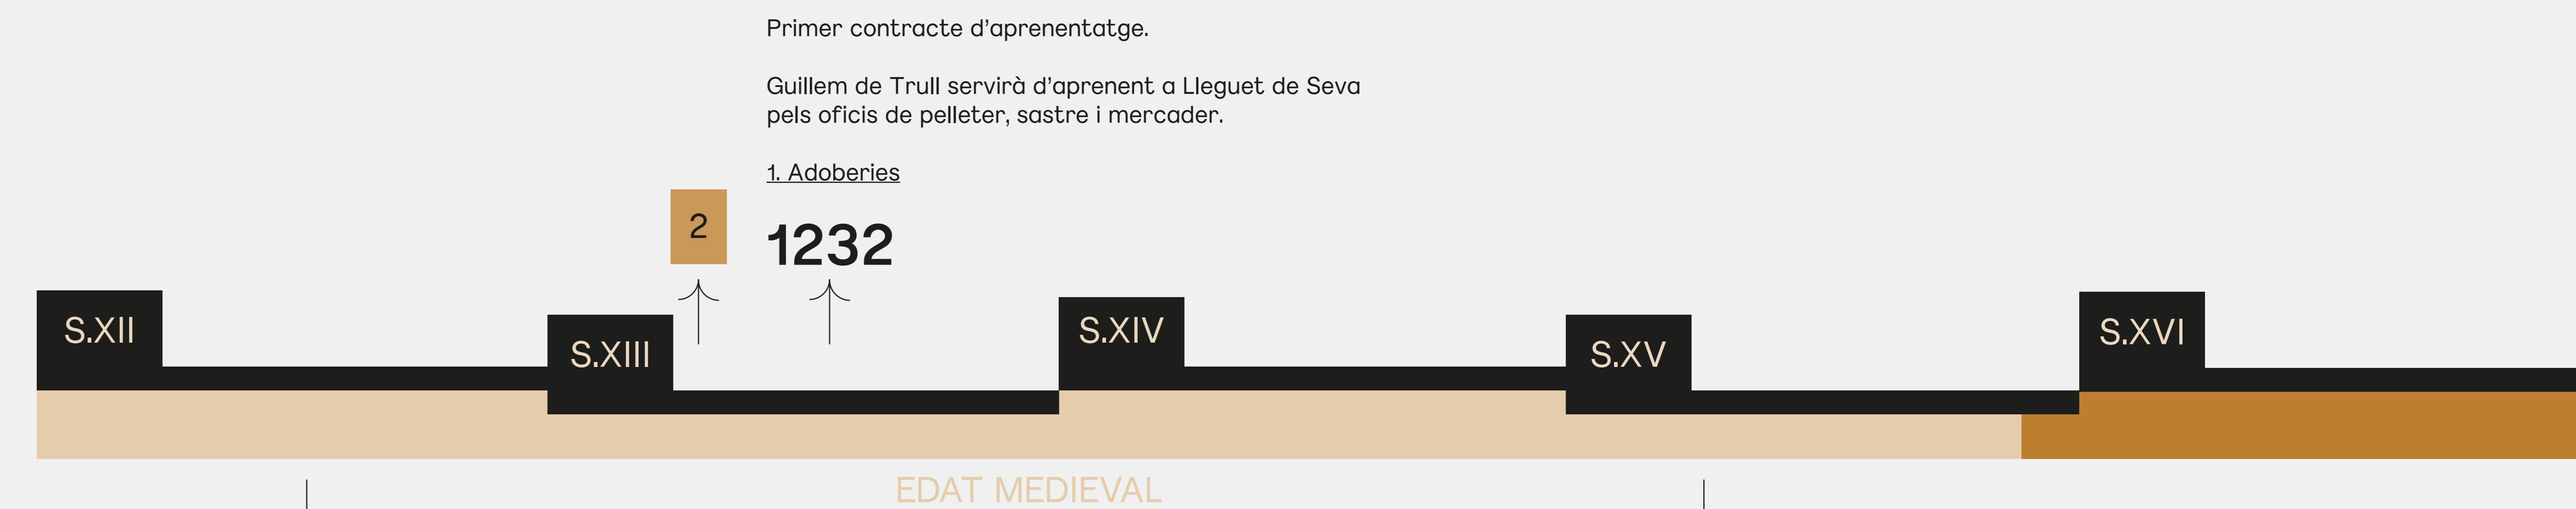 Primer contracte d’aprenentatge.
Guillem de Trull servirà d’aprenent a Lleguet de Seva
pels oficis de pelleter, sastre i mercader.
1. Adoberies
2
1232
S.XII
S.XIII
S.XIV
S.XV
S.XVI
EDAT MEDIEVAL